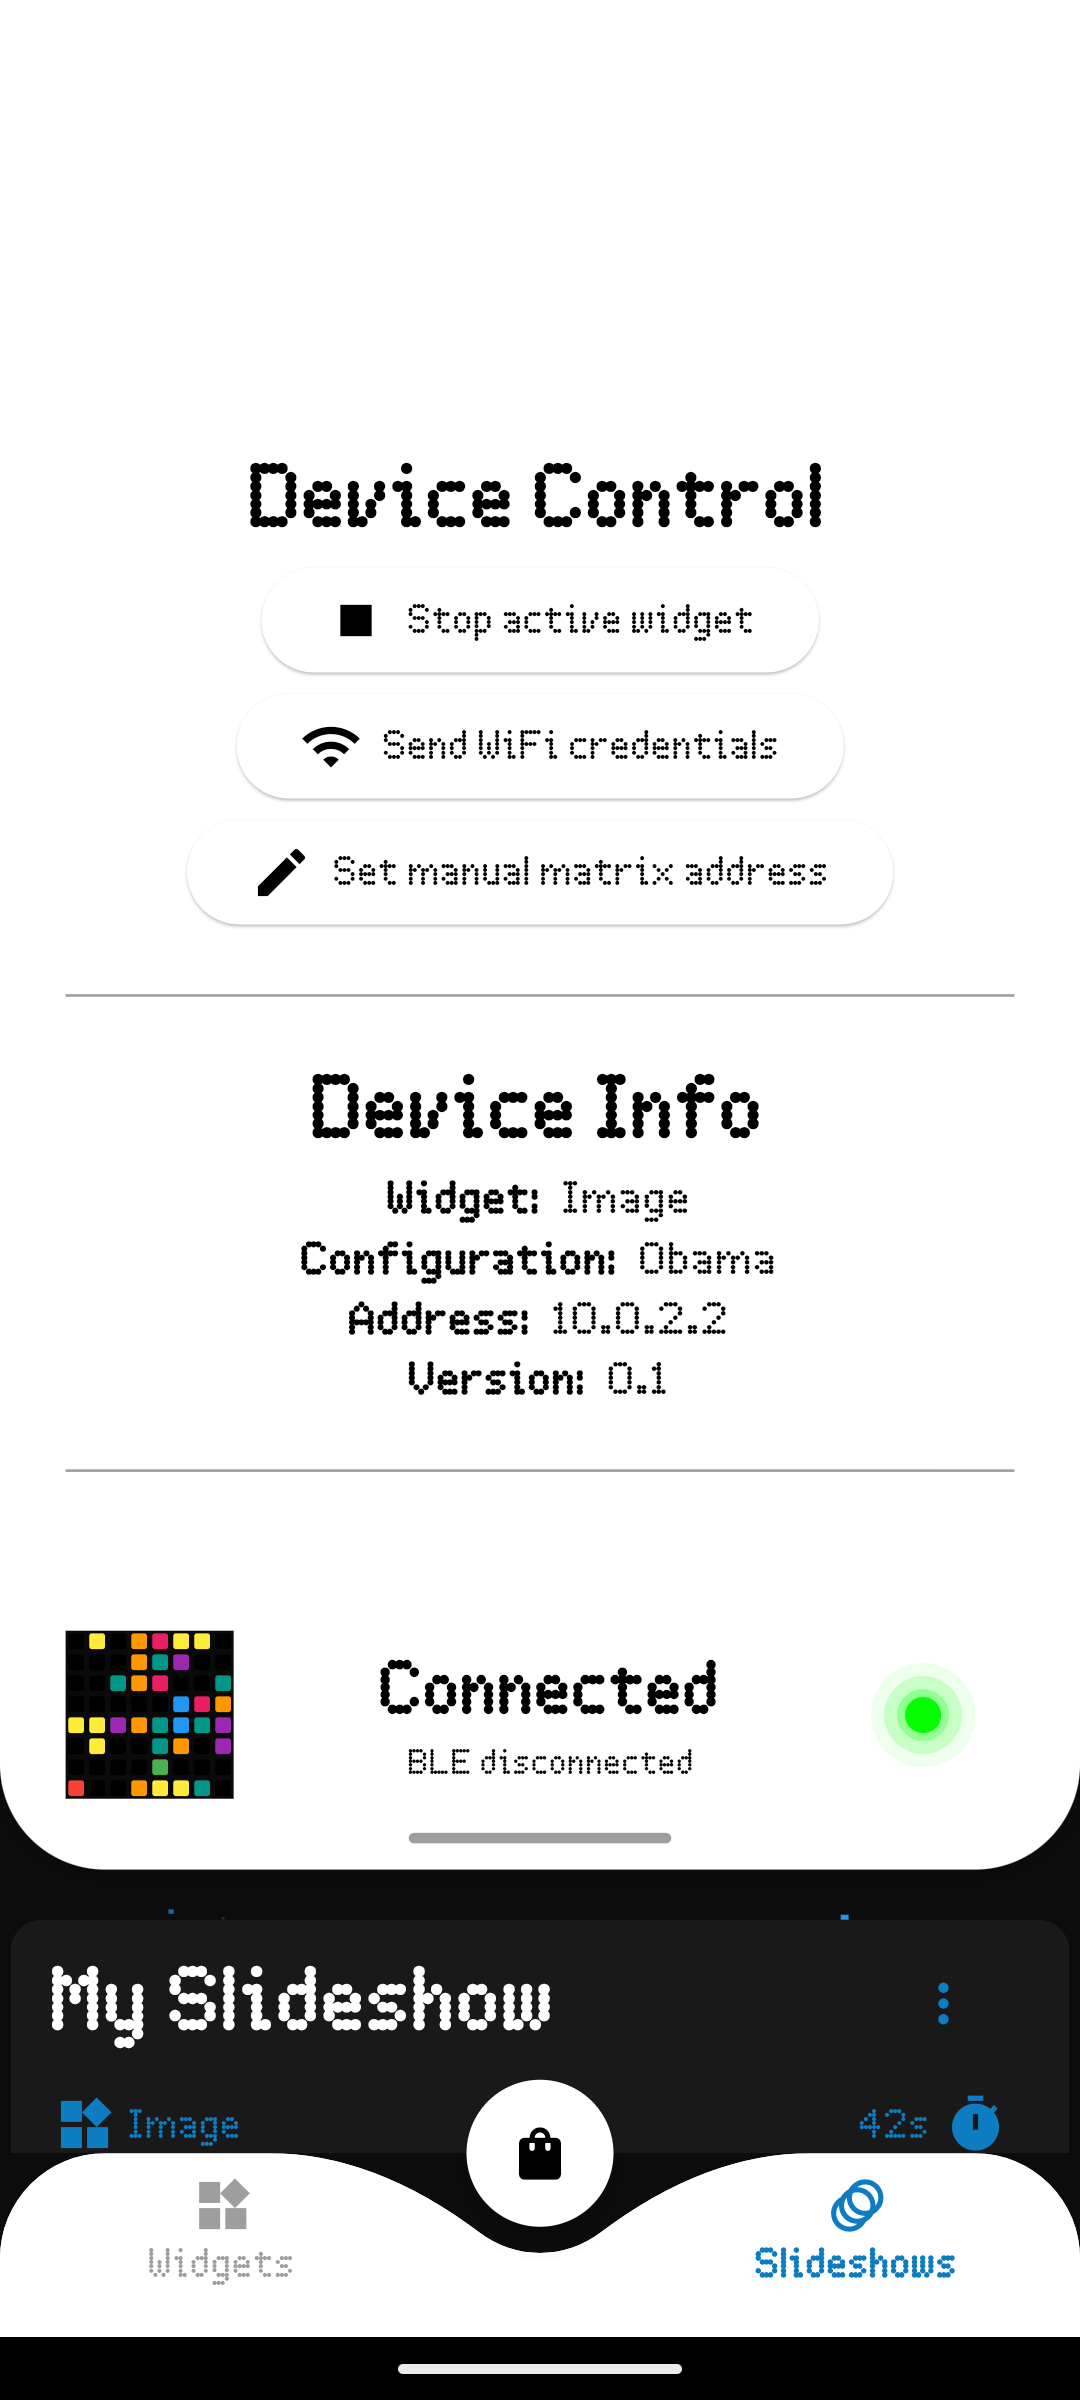 Device Control
Stop active widget
Send WiFi credentials
Set manual matrix address
Device Info
Widget: Image
Configuration: Obama
Address: 10.0.2.2
Version: 0.1
Connected
BLE disconnected
My Slideshow
Image
42s
Widgets
Slideshows